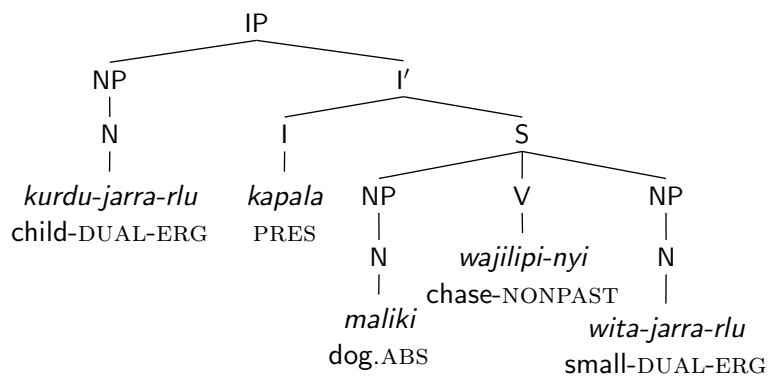 IP
NP I′
N I S
kurdu-jarra-rlu kapala NP V NP
child-DUAL-ERG PRES N wajilipi-nyi N
chase-NONPAST
maliki wita-jarra-rlu
dog.ABS small-DUAL-ERG